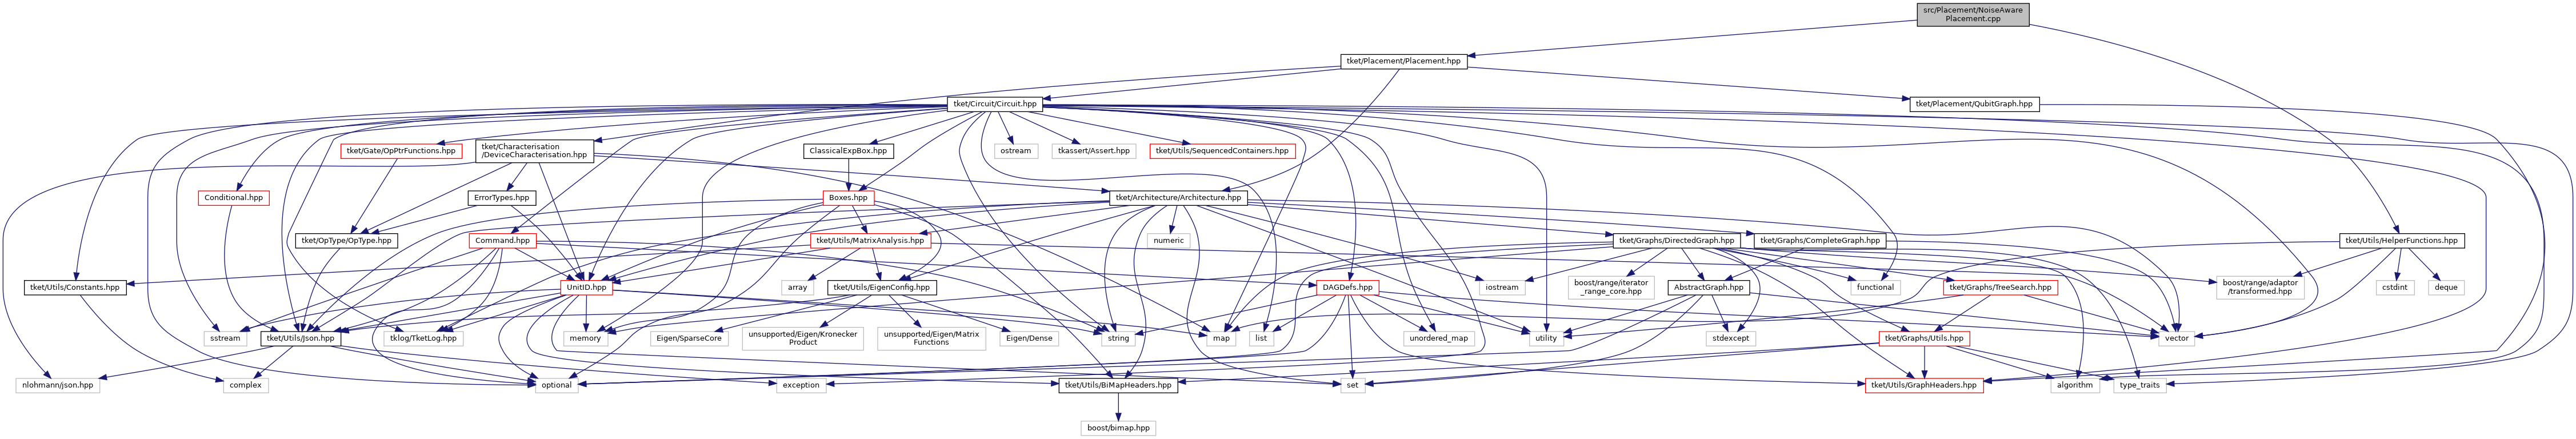 src/Placement/NoiseAware
Placement.cpp
tket/Placement/Placement.hpp
tket/Circuit/Circuit.hpp
tket/Placement/QubitGraph.hpp
tket/Gate/OpPtrFunctions.hpp
tket/Characterisation
/DeviceCharacterisation.hpp
ClassicalExpBox.hpp
ostream
tkassert/Assert.hpp
tket/Utils/SequencedContainers.hpp
Conditional.hpp
ErrorTypes.hpp
Boxes.hpp
tket/Architecture/Architecture.hpp
tket/OpType/OpType.hpp
Command.hpp
tket/Utils/MatrixAnalysis.hpp
numeric
tket/Graphs/DirectedGraph.hpp
tket/Graphs/CompleteGraph.hpp
tket/Utils/HelperFunctions.hpp
tket/Utils/Constants.hpp
UnitID.hpp
array
tket/Utils/EigenConfig.hpp
DAGDefs.hpp
iostream
boost/range/iterator
_range_core.hpp
AbstractGraph.hpp
functional
tket/Graphs/TreeSearch.hpp
boost/range/adaptor
/transformed.hpp
cstdint
deque
sstream
tket/Utils/Json.hpp
tklog/TketLog.hpp
memory
Eigen/SparseCore
unsupported/Eigen/Kronecker
Product
unsupported/Eigen/Matrix
Functions
Eigen/Dense
string
map
list
unordered_map
utility
stdexcept
tket/Graphs/Utils.hpp
vector
nlohmann/json.hpp
complex
optional
exception
tket/Utils/BiMapHeaders.hpp
set
tket/Utils/GraphHeaders.hpp
algorithm
type_traits
boost/bimap.hpp